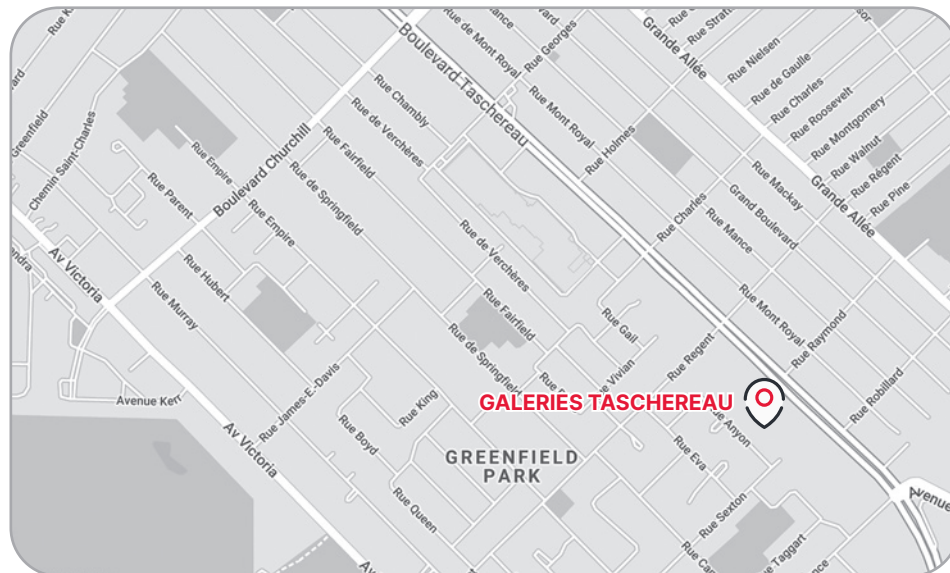 Rue de Mont Royal
Rue Georges
Grande Allée
Rue Nielsen
Rue de Gaulle
Rue Charles
Rue Roosevelt
Rue Montgomery
Rue Walnut
Rue Régent
Rue Pine
Boulevard Taschereau
Rue Chambly
Rue de Verchères
Rue Mont Royal
Rue Holmes
Rue Mackay
Grand Boulevard
Grande Allée
Greenfield
Chemin Saint-Charles
Rue Empire
Boulevard Churchill
Rue Fairfield
Rue de Springfield
Rue Charles
Rue Mance
Rue Parent
Rue Empire
Rue de Verchères
Av Victoria
Rue Hubert
Rue Murray
Rue Fairfield
Rue Gail
Rue Mont Royal
Rue Raymond
Rue de Springfield
Rue Regent
Rue Vivian
Rue Robillard
Avenue Kerr
Rue James-E.-Davis
Rue King
GALERIES TASCHEREAU
Rue Anyon
Av Victoria
Rue Boyd
GREENFIELD
PARK
Rue Eva
Rue Queen
Rue Sexton
Rue Taggart
Avenue